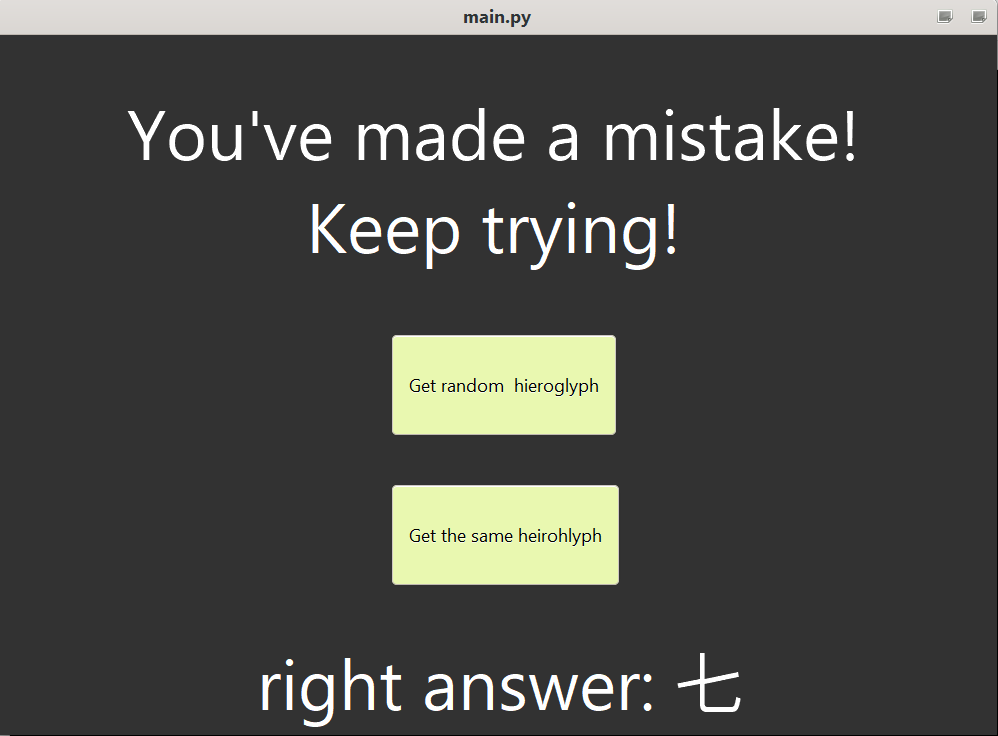 main.py
You've made a mistake!
Keep trying!
Get random  hieroglyph
Get the same heirohlyph
right answer: 七